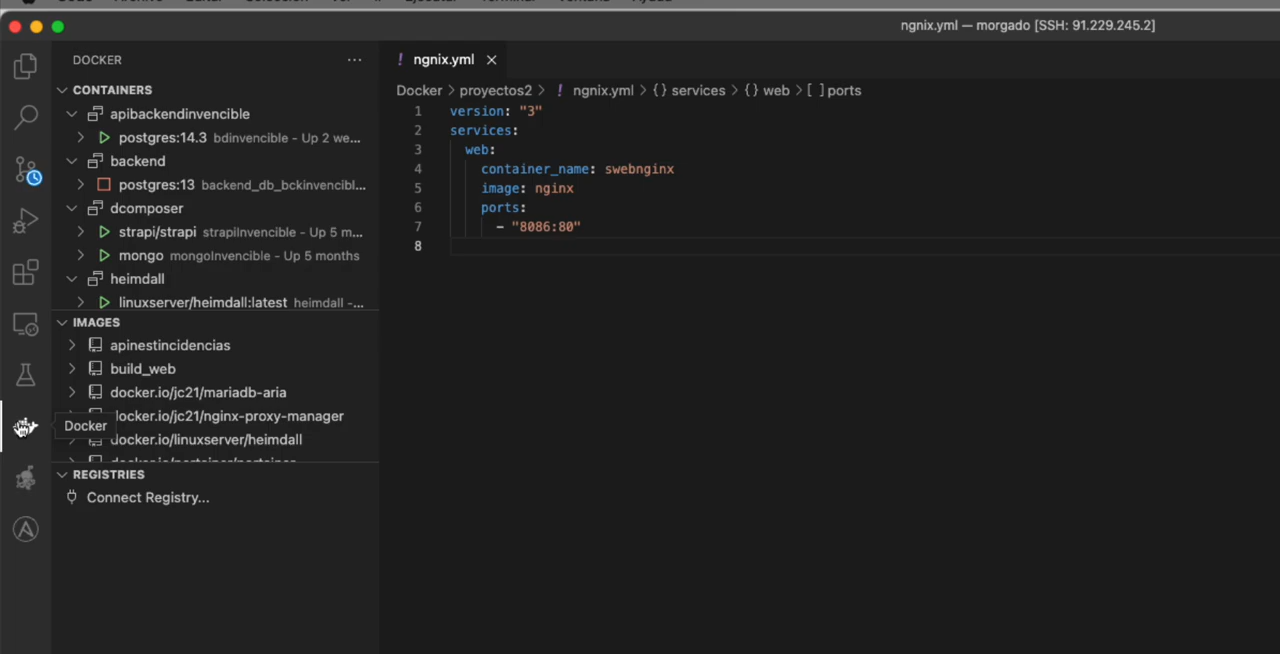 ngnix.yml — morgado [SSH: 91.229.245.2]
DOCKER
CONTAINERS
apibackendinvencible
postgres:14.3 bdinvencible - Up 2 we...
backend
postgres:13 backend_db_bckinvencibl...
dcomposer
strapi/strapi strapiInvencible - Up 5 m...
mongo mongoInvencible - Up 5 months
heimdall
linuxserver/heimdall:latest heimdall -...
IMAGES
apinestincidencias
build_web
docker.io/jc21/mariadb-aria
docker.io/jc21/nginx-proxy-manager
Docker
docker.io/linuxserver/heimdall
REGISTRIES
Connect Registry...
! ngnix.yml
Docker > proyectos2 > ! ngnix.yml > {} services > {} web > [ ] ports
1 version: "3"
2 services:
3 web:
4 container_name: swebnginx
5 image: nginx
6 ports:
7 - "8086:80"
8